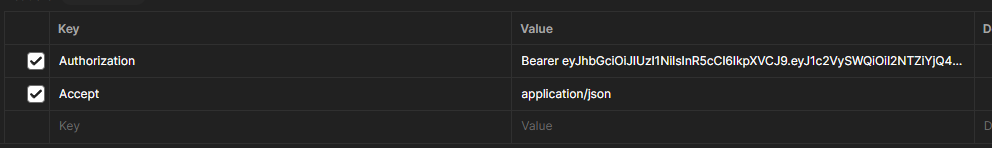 Key Value D
Authorization Bearer eyJhbGciOiJIUzI1NiIsInR5cCI6IkpXVCJ9.eyJ1c2VySWQiOiI2NTZiYjQ4...
Accept application/json
Key Value D